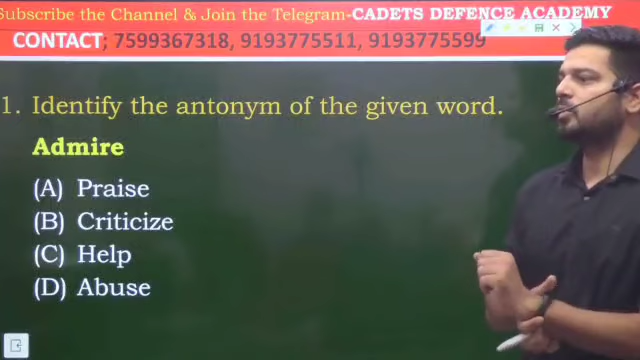 Subscribe the Channel & Join the Telegram-CADETS DEFENCE ACADEMY
CONTACT; 7599367318, 9193775511, 9193775599
1. Identify the antonym of the given word.
Admire
(A) Praise
(B) Criticize
(C) Help
(D) Abuse